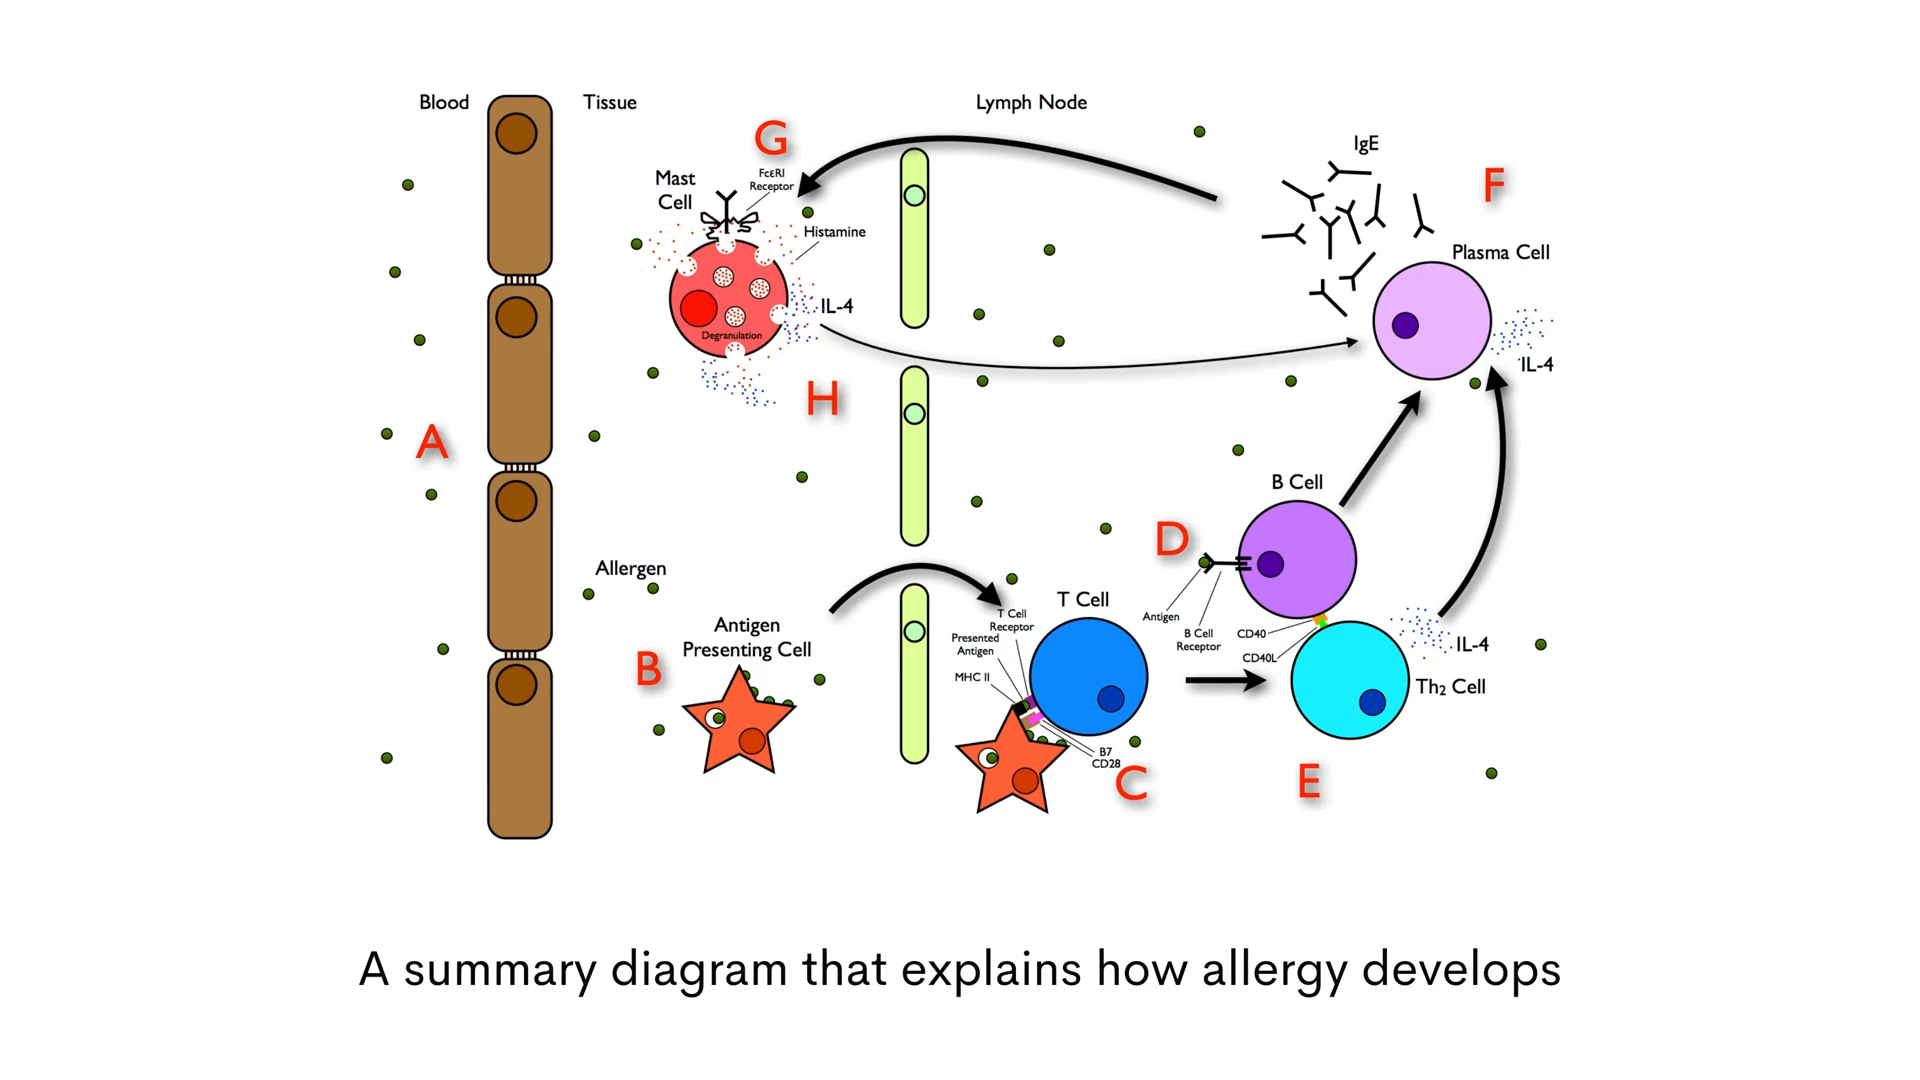 Blood
Tissue
Lymph Node
G
IgE
FcεRI
Receptor
Mast
Cell
F
Histamine
Plasma Cell
IL-4
Degranulation
IL-4
H
A
B Cell
D
Allergen
Antigen
B Cell
Receptor
CD40
CD40L
T Cell
T Cell
Receptor
Presented
Antigen
MHC II
Antigen
Presenting Cell
B
IL-4
Th₂ Cell
B7
CD28
C
E
A summary diagram that explains how allergy develops